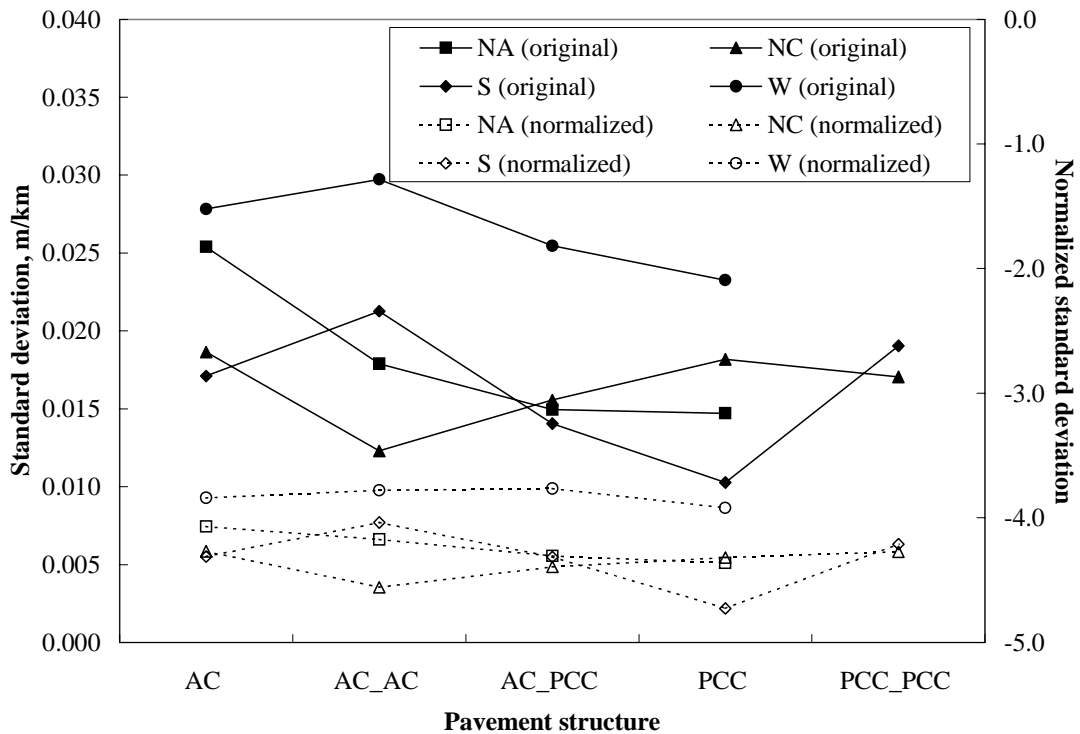 0.040
0.035
0.030
0.025
0.020
0.015
0.010
0.005
0.000
Standard deviation, m/km
NA (original)
NC (original)
S (original)
W (original)
NA (normalized)
NC (normalized)
S (normalized)
W (normalized)
0.0
-1.0
-2.0
-3.0
-4.0
-5.0
Normalized standard deviation
AC
AC_AC
AC_PCC
PCC
PCC_PCC
Pavement structure